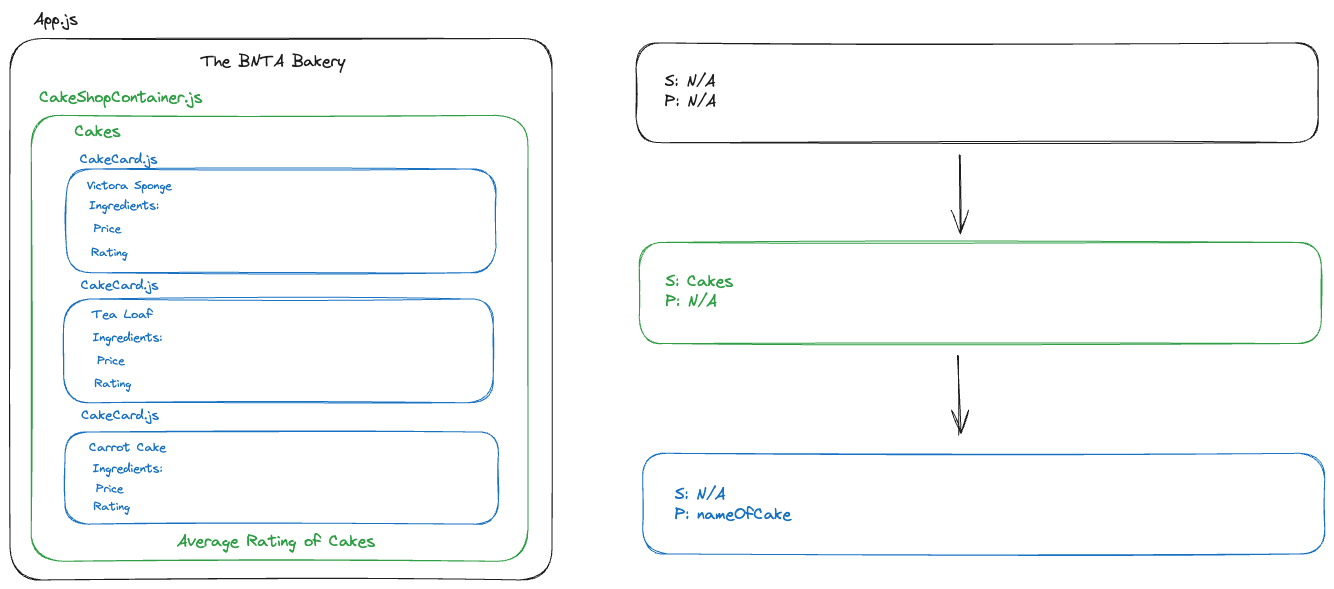 App.js
The BNTA Bakery
CakeShopContainer.js
Cakes
CakeCard.js
Victora Sponge
Ingredients:
Price
Rating
CakeCard.js
Tea Loaf
Ingredients:
Price
Rating
CakeCard.js
Carrot Cake
Ingredients:
Price
Rating
Average Rating of Cakes
S: N/A
P: N/A
S: Cakes
P: N/A
S: N/A
P: nameOfCake